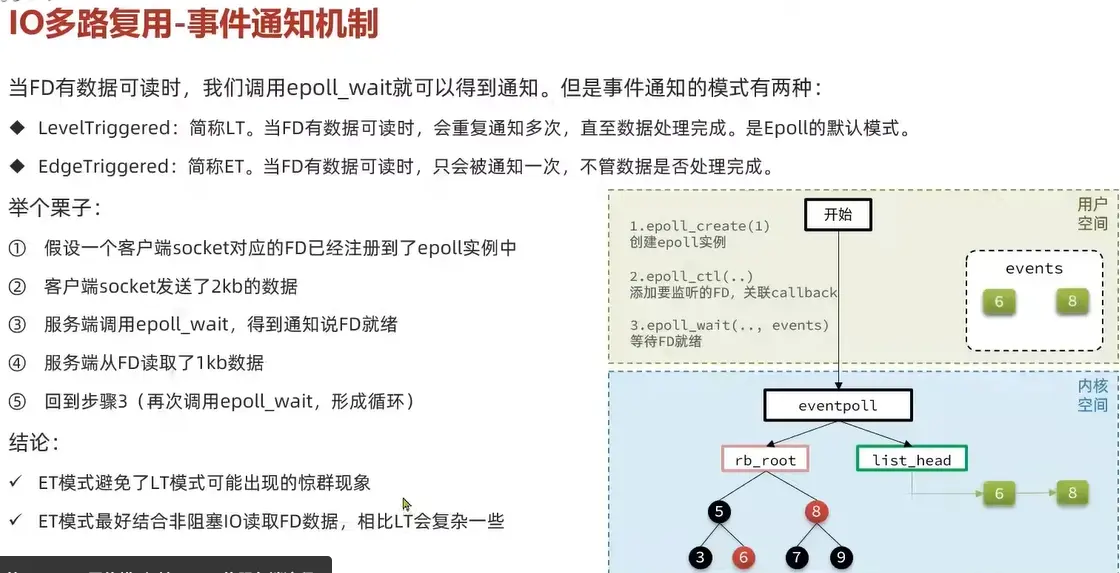 IO多路复用-事件通知机制
当FD有数据可读时，我们调用epoll_wait就可以得到通知。但是事件通知的模式有两种：
◆ LevelTriggered：简称LT。当FD有数据可读时，会重复通知多次，直至数据处理完成。是Epoll的默认模式。
◆ EdgeTriggered：简称ET。当FD有数据可读时，只会被通知一次，不管数据是否处理完成。
举个栗子：
① 假设一个客户端socket对应的FD已经注册到了epoll实例中
② 客户端socket发送了2kb的数据
③ 服务端调用epoll_wait，得到通知说FD就绪
④ 服务端从FD读取了1kb数据
⑤ 回到步骤3（再次调用epoll_wait，形成循环）
结论：
✓ ET模式避免了LT模式可能出现的惊群现象
✓ ET模式最好结合非阻塞IO读取FD数据，相比LT会复杂一些
开始
用户
空间
1.epoll_create(1)
创建epoll实例
2.epoll_ctl(..)
添加要监听的FD，关联callback
3.epoll_wait(.., events)
等待FD就绪
events
6 8
内核
空间
eventpoll
rb_root list_head
6 8
5 8
3 6 7 9